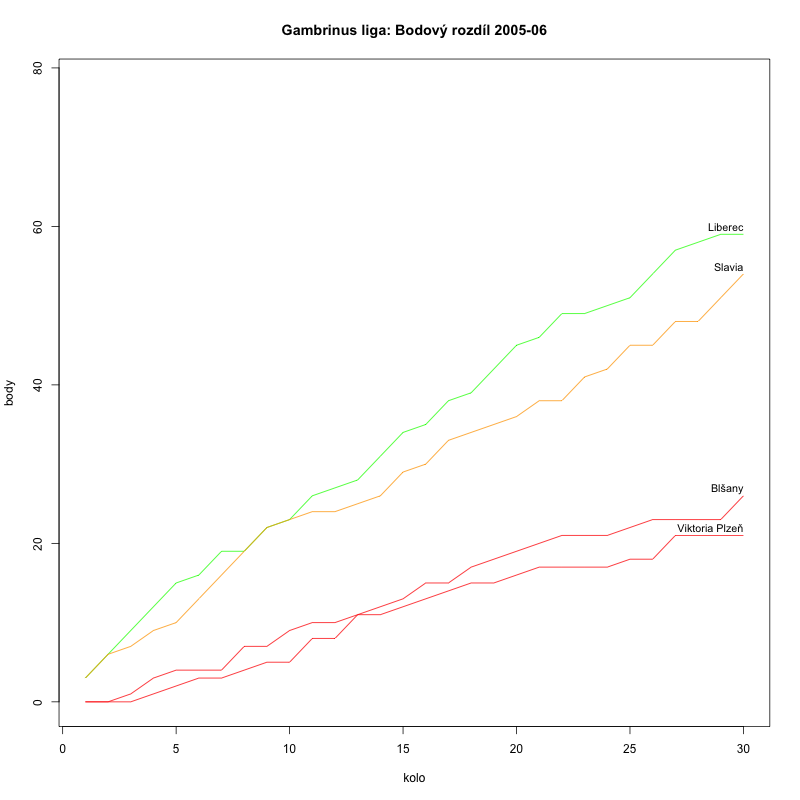 Gambrinus liga: Bodový rozdíl 2005-06
80
60
40
20
0
body
Liberec
Slavia
Blšany
Viktoria Plzeň
0 5 10 15 20 25 30
kolo